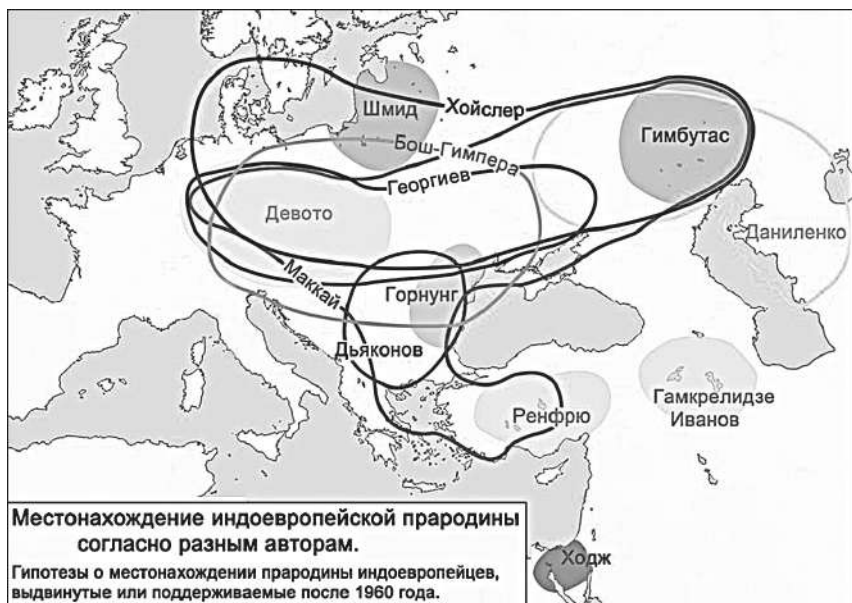 Шмид
Хойслер
Гимбутас
Бош-Гимпера
Георгиев
Девото
Даниленко
Маккай
Горнунг
Дьяконов
Гамкрелидзе
Иванов
Ренфрю
Ходж
Местонахождение индоевропейской прародины
согласно разным авторам.
Гипотезы о местонахождении прародины индоевропейцев,
выдвинутые или поддерживаемые после 1960 года.